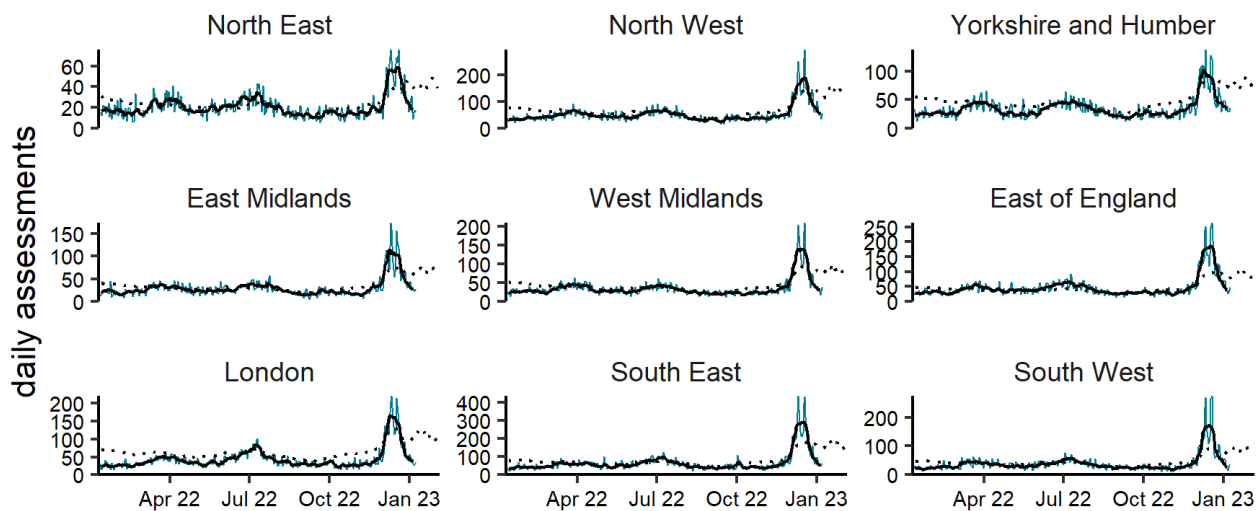 daily assessments
North East
60
40
20
0
North West
200
100
0
Yorkshire and Humber
100
50
0
East Midlands
150
100
50
0
West Midlands
200
150
100
50
0
East of England
250
200
150
100
50
0
London
200
150
100
50
0
Apr 22 Jul 22 Oct 22 Jan 23
South East
400
300
200
100
0
Apr 22 Jul 22 Oct 22 Jan 23
South West
200
100
0
Apr 22 Jul 22 Oct 22 Jan 23